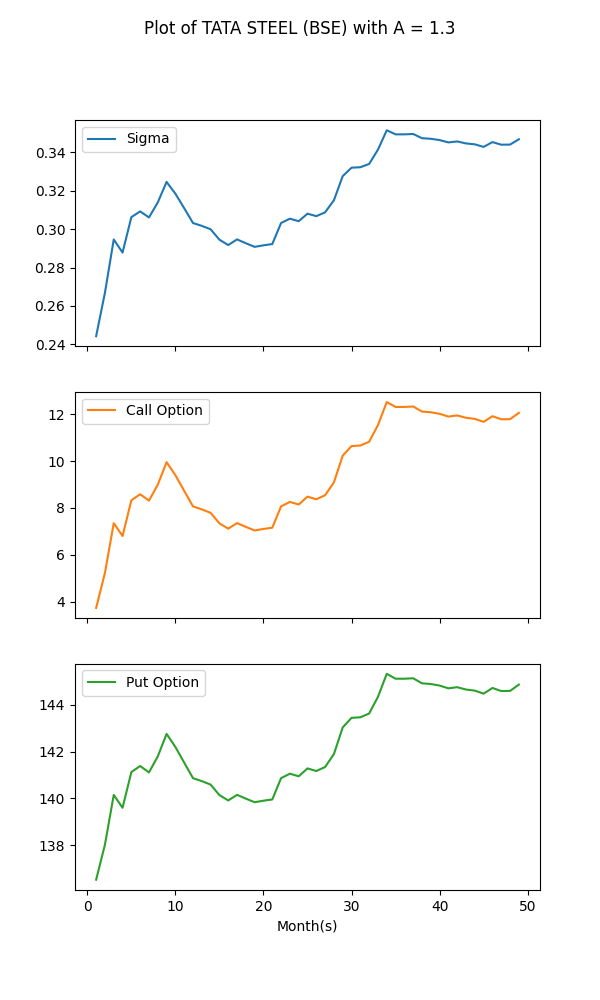 Plot of TATA STEEL (BSE) with A = 1.3
Sigma
0.34
0.32
0.30
0.28
0.26
0.24
Call Option
12
10
8
6
4
Put Option
144
142
140
138
0 10 20 30 40 50
Month(s)